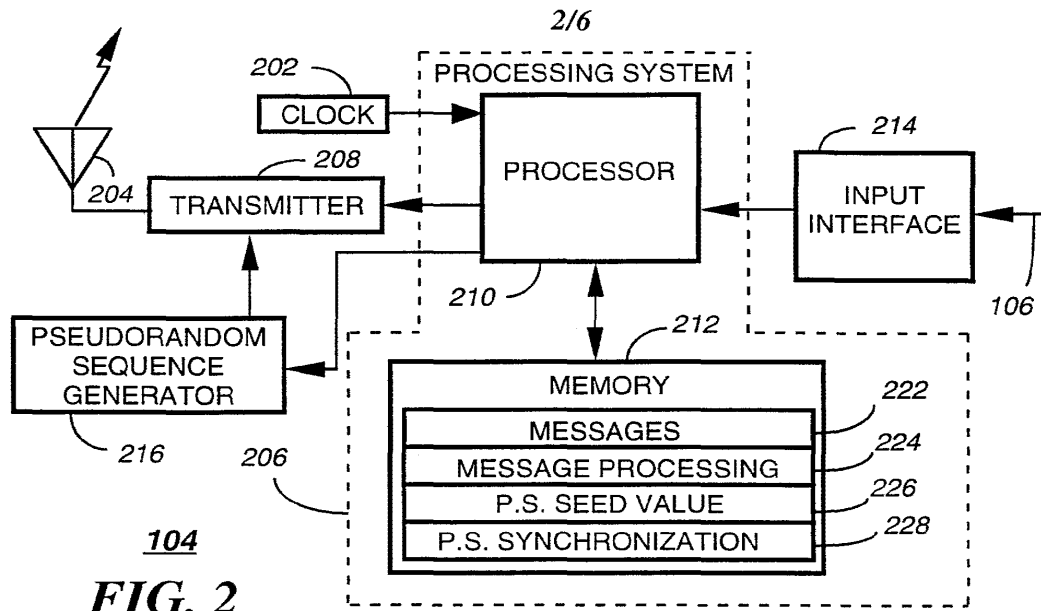 2/6
202
PROCESSING SYSTEM
CLOCK
PROCESSOR
214
INPUT
INTERFACE
204
208
TRANSMITTER
210
106
212
PSEUDORANDOM
SEQUENCE
GENERATOR
216
206
MEMORY
MESSAGES
222
MESSAGE PROCESSING
224
P.S. SEED VALUE
226
P.S. SYNCHRONIZATION
228
104
FIG. 2